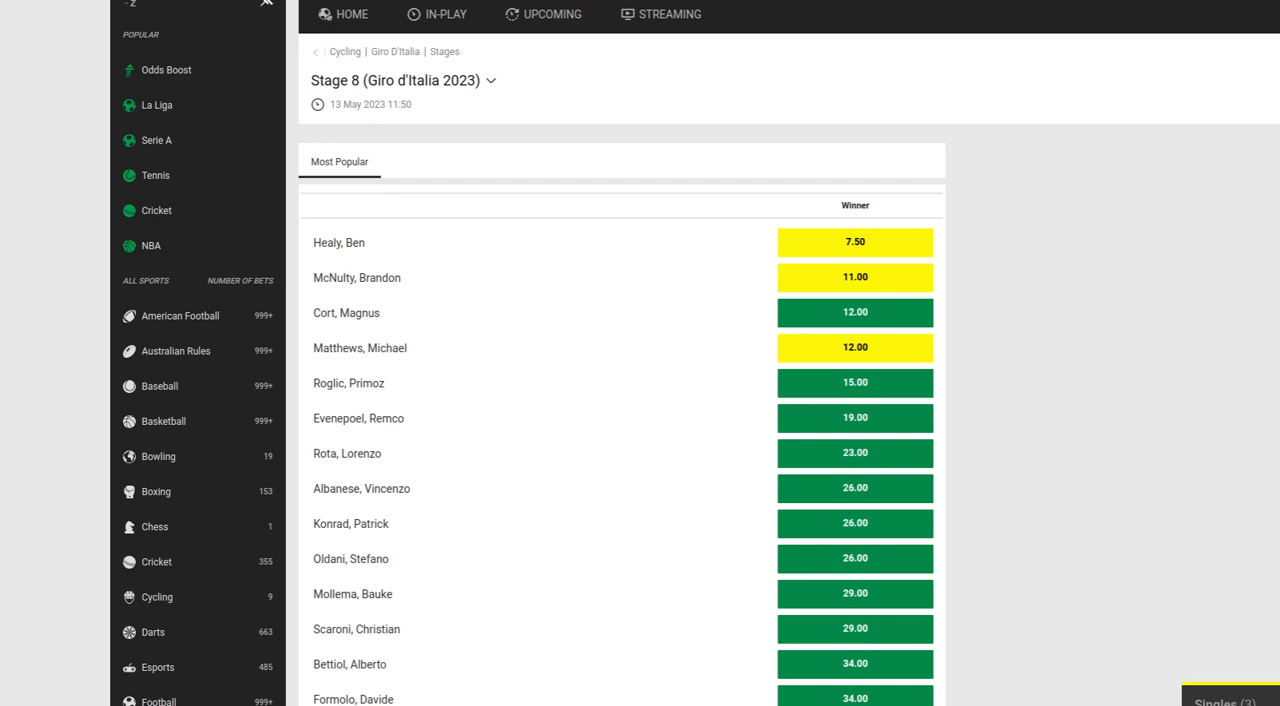 - Z
POPULAR
Odds Boost
La Liga
Serie A
Tennis
Cricket
NBA
ALL SPORTS NUMBER OF BETS
American Football 999+
Australian Rules 999+
Baseball 999+
Basketball 999+
Bowling 19
Boxing 153
Chess 1
Cricket 355
Cycling 9
Darts 663
Esports 485
Football 999+
HOME IN-PLAY UPCOMING STREAMING
Cycling | Giro D'Italia | Stages
Stage 8 (Giro d'Italia 2023)
13 May 2023 11:50
Most Popular
Winner
Healy, Ben 7.50
McNulty, Brandon 11.00
Cort, Magnus 12.00
Matthews, Michael 12.00
Roglic, Primoz 15.00
Evenepoel, Remco 19.00
Rota, Lorenzo 23.00
Albanese, Vincenzo 26.00
Konrad, Patrick 26.00
Oldani, Stefano 26.00
Mollema, Bauke 29.00
Scaroni, Christian 29.00
Bettiol, Alberto 34.00
Formolo, Davide 34.00
Singles (3)